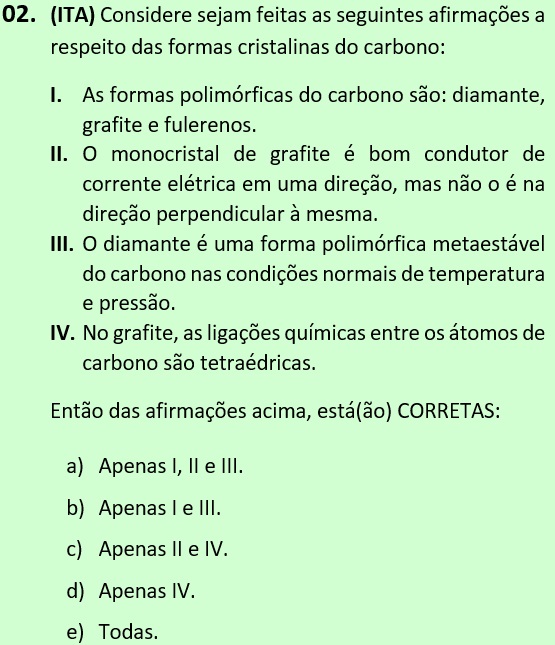 02. (ITA) Considere sejam feitas as seguintes afirmações a
respeito das formas cristalinas do carbono:
I. As formas polimórficas do carbono são: diamante,
grafite e fulerenos.
II. O monocristal de grafite é bom condutor de
corrente elétrica em uma direção, mas não o é na
direção perpendicular à mesma.
III. O diamante é uma forma polimórfica metaestável
do carbono nas condições normais de temperatura
e pressão.
IV. No grafite, as ligações químicas entre os átomos de
carbono são tetraédricas.
Então das afirmações acima, está(ão) CORRETAS:
a) Apenas I, II e III.
b) Apenas I e III.
c) Apenas II e IV.
d) Apenas IV.
e) Todas.